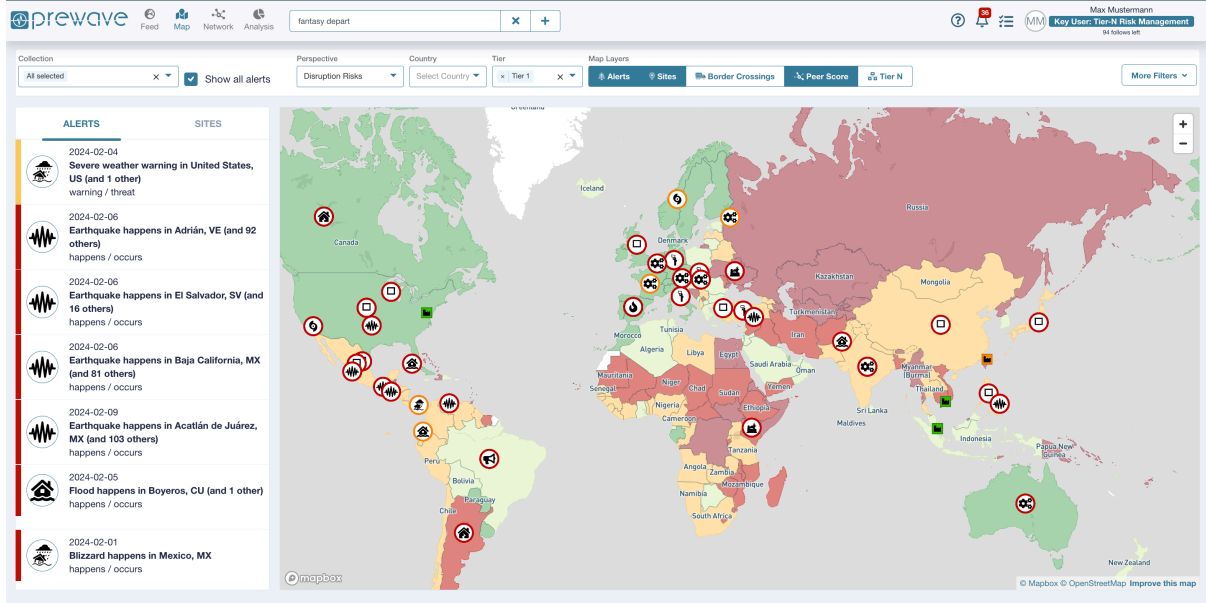 prewave
Feed
Map
Network
Analysis
fantasy depart
36
MM
Max Mustermann
Key User: Tier-N Risk Management
94 follows left
Collection
All selected
Show all alerts
Perspective
Disruption Risks
Country
Select Country
Tier
Tier 1
Map Layers
Alerts
Sites
Border Crossings
Peer Score
Tier N
More Filters
ALERTS
SITES
2024-02-04
Severe weather warning in United States,
US (and 1 other)
warning / threat
2024-02-06
Earthquake happens in Adrián, VE (and 92
others)
happens / occurs
2024-02-06
Earthquake happens in El Salvador, SV (and
16 others)
happens / occurs
2024-02-06
Earthquake happens in Baja California, MX
(and 81 others)
happens / occurs
2024-02-09
Earthquake happens in Acatlán de Juárez,
MX (and 103 others)
happens / occurs
2024-02-05
Flood happens in Boyeros, CU (and 1 other)
happens / occurs
2024-02-01
Blizzard happens in Mexico, MX
happens / occurs
Greenland
Iceland
Russia
Canada
Denmark
Kazakhstan
Mongolia
Turkmenistan
Morocco
Tunisia
Iran
Algeria
Libya
Egypt
Saudi Arabia
Oman
Myanmar
(Burma)
Mauritania
Niger
Chad
Sudan
Yemen
Thailand
Senegal
Nigeria
Ethiopia
Cameroon
Sri Lanka
Maldives
Indonesia
Papua New
Guinea
Tanzania
Peru
Angola
Zambia
Bolivia
Mozambique
Namibia
Paraguay
Chile
South Africa
New Zealand
mapbox
© Mapbox © OpenStreetMap Improve this map